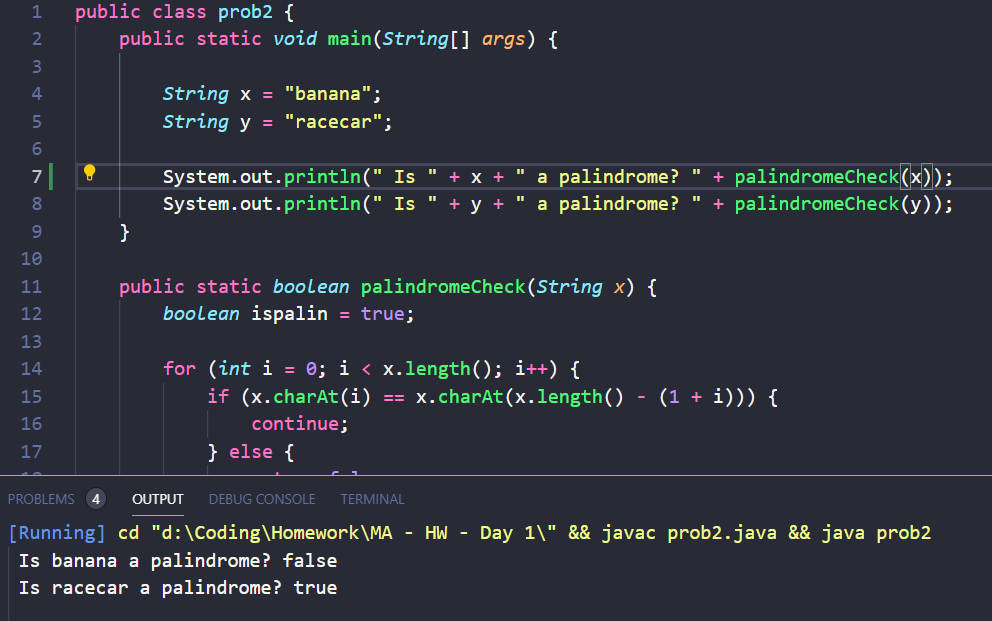 1 public class prob2 {
2 public static void main(String[] args) {
3
4 String x = "banana";
5 String y = "racecar";
6
7 System.out.println(" Is " + x + " a palindrome? " + palindromeCheck(x));
8 System.out.println(" Is " + y + " a palindrome? " + palindromeCheck(y));
9 }
10
11 public static boolean palindromeCheck(String x) {
12 boolean ispalin = true;
13
14 for (int i = 0; i < x.length(); i++) {
15 if (x.charAt(i) == x.charAt(x.length() - (1 + i))) {
16 continue;
17 } else {
PROBLEMS 4 OUTPUT DEBUG CONSOLE TERMINAL
[Running] cd "d:\Coding\Homework\MA - HW - Day 1\" && javac prob2.java && java prob2
Is banana a palindrome? false
Is racecar a palindrome? true